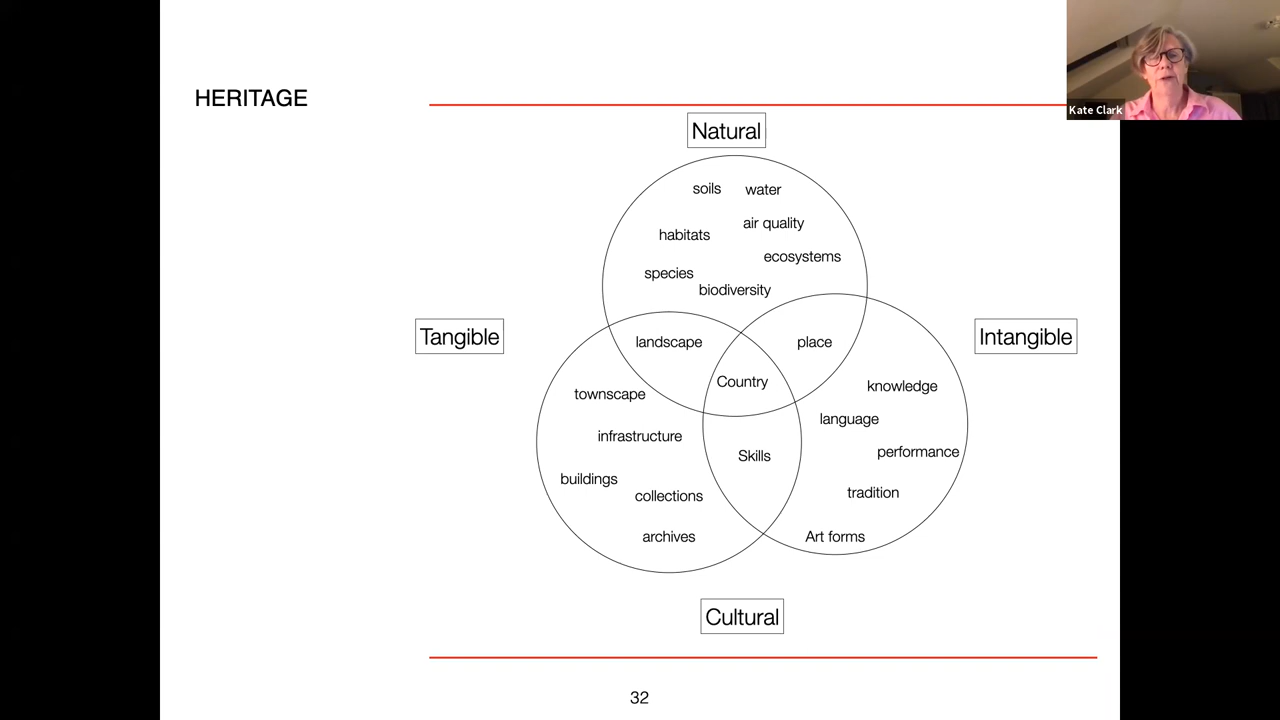 HERITAGE
Kate Clark
Natural
soils
water
air quality
habitats
ecosystems
species
biodiversity
Tangible
Intangible
landscape
place
Country
knowledge
townscape
language
infrastructure
performance
Skills
buildings
tradition
collections
archives
Art forms
Cultural
32